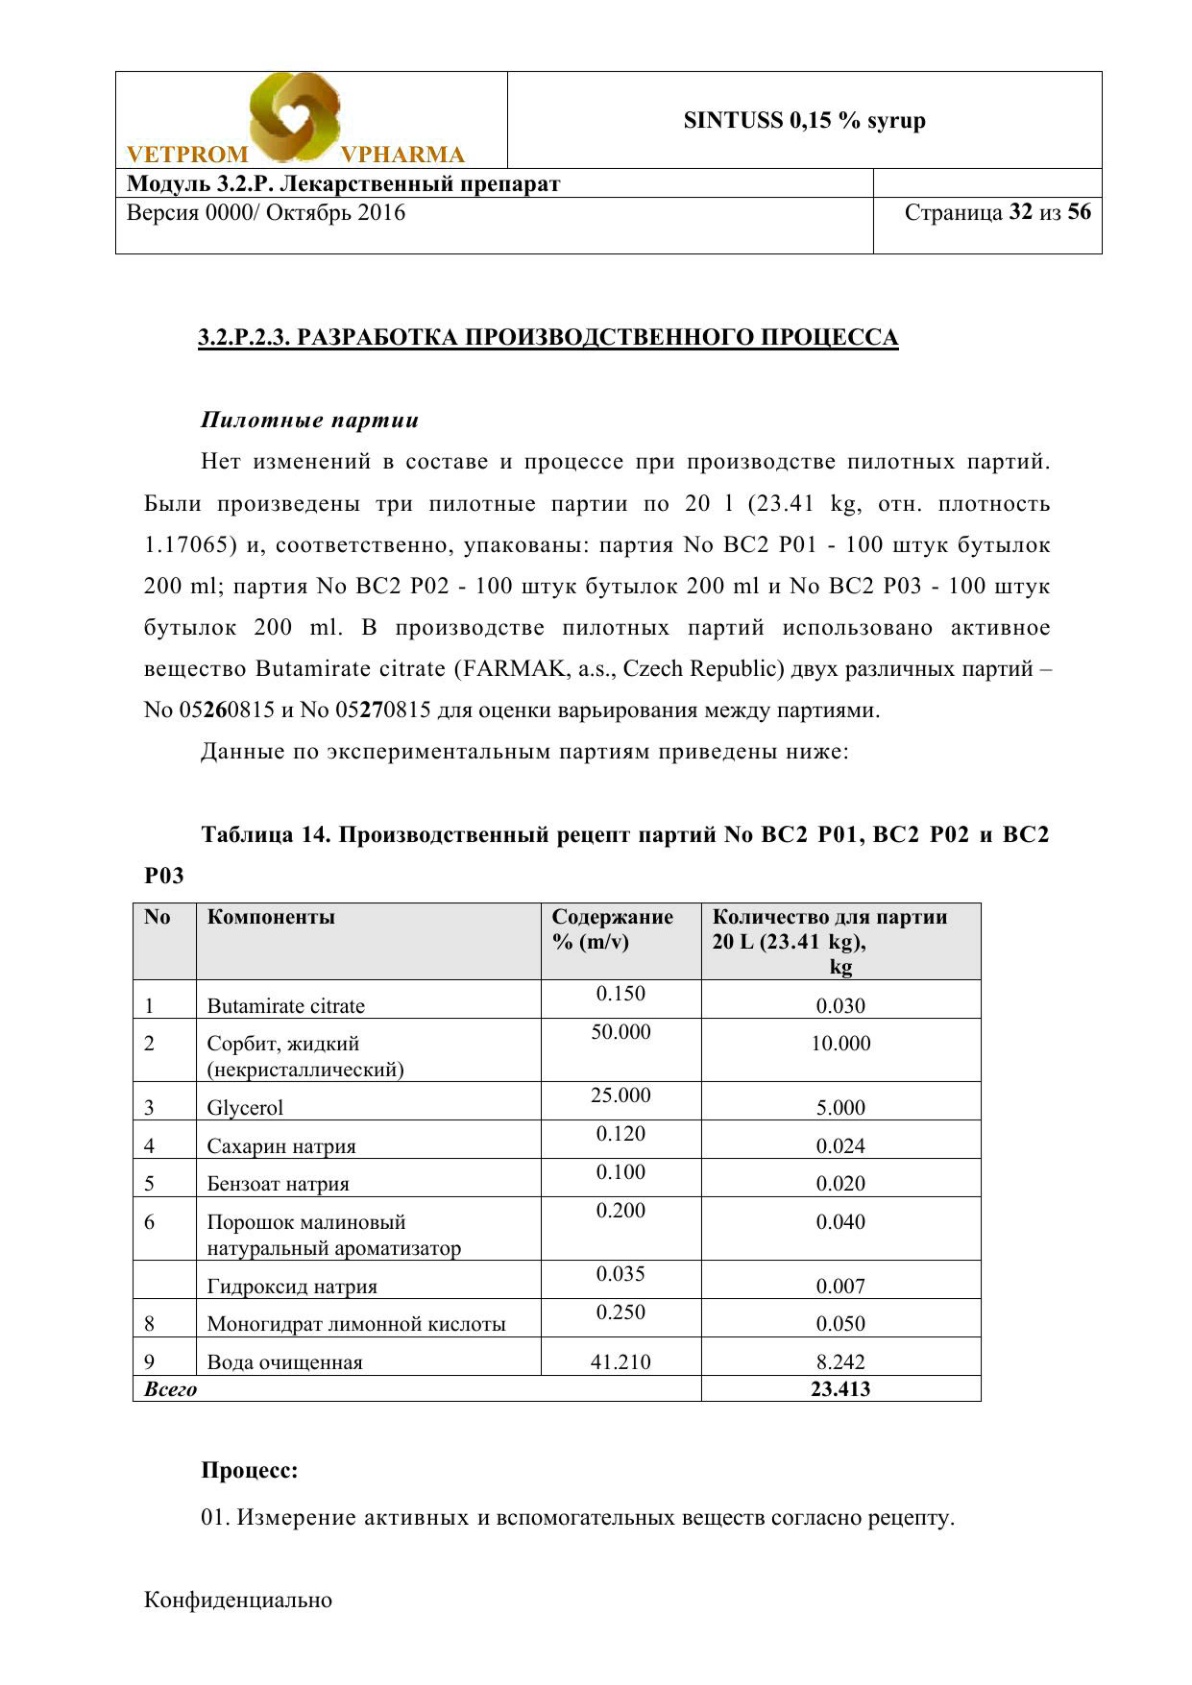 VETPROM VPHARMA
SINTUSS 0,15 % syrup
Модуль 3.2.P. Лекарственный препарат
Версия 0000/ Октябрь 2016
Страница 32 из 56
3.2.P.2.3. РАЗРАБОТКА ПРОИЗВОДСТВЕННОГО ПРОЦЕССА
Пилотные партии
Нет изменений в составе и процессе при производстве пилотных партий.
Были произведены три пилотные партии по 20 l (23.41 kg, отн. плотность
1.17065) и, соответственно, упакованы: партия No BC2 P01 - 100 штук бутылок
200 ml; партия No BC2 P02 - 100 штук бутылок 200 ml и No BC2 P03 - 100 штук
бутылок 200 ml. В производстве пилотных партий использовано активное
вещество Butamirate citrate (FARMAK, a.s., Czech Republic) двух различных партий –
No 05260815 и No 05270815 для оценки варьирования между партиями.
Данные по экспериментальным партиям приведены ниже:
Таблица 14. Производственный рецепт партий No BC2 P01, BC2 P02 и BC2
P03
No Компоненты Содержание Количество для партии
% (m/v) 20 L (23.41 kg),
kg
1 Butamirate citrate 0.150 0.030
2 Сорбит, жидкий 50.000 10.000
(некристаллический)
3 Glycerol 25.000 5.000
4 Сахарин натрия 0.120 0.024
5 Бензоат натрия 0.100 0.020
6 Порошок малиновый 0.200 0.040
натуральный ароматизатор
Гидроксид натрия 0.035 0.007
8 Моногидрат лимонной кислоты 0.250 0.050
9 Вода очищенная 41.210 8.242
Всего 23.413
Процесс:
01. Измерение активных и вспомогательных веществ согласно рецепту.
Конфиденциально